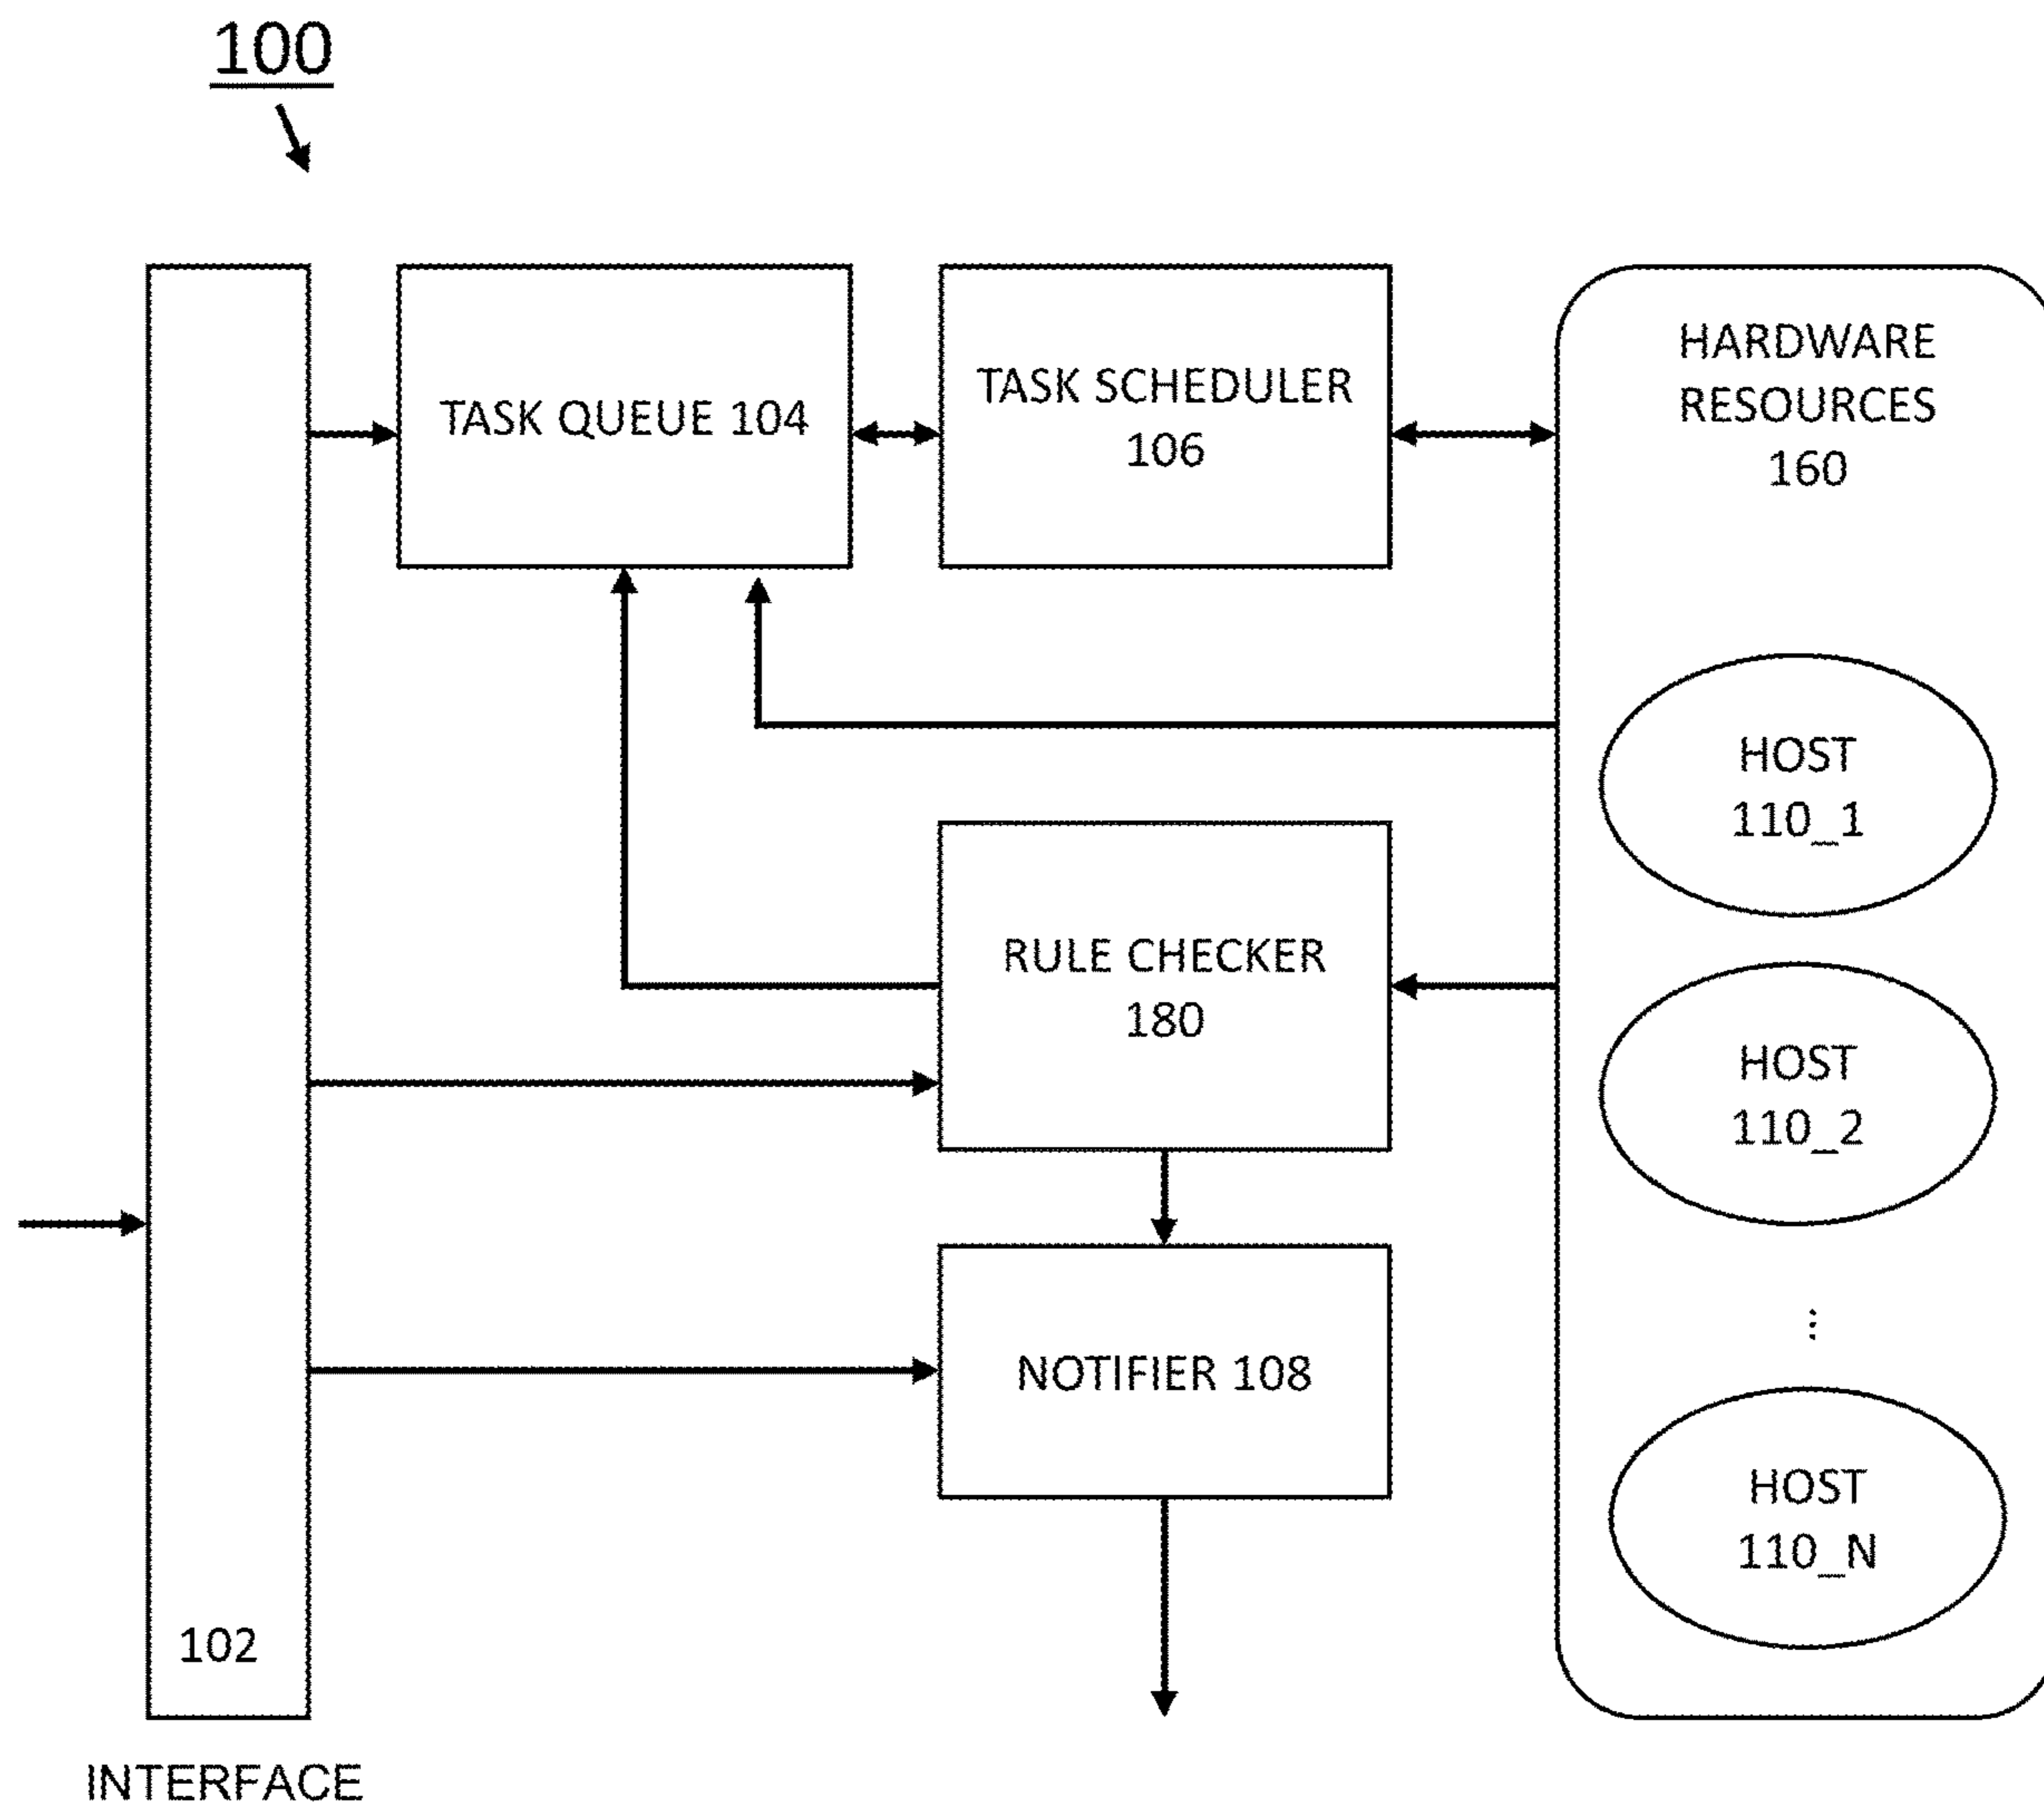 100
TASK QUEUE 104
TASK SCHEDULER
106
HARDWARE
RESOURCES
160
HOST
110_1
RULE CHECKER
180
HOST
110_2
NOTIFIER 108
HOST
110_N
102
INTERFACE